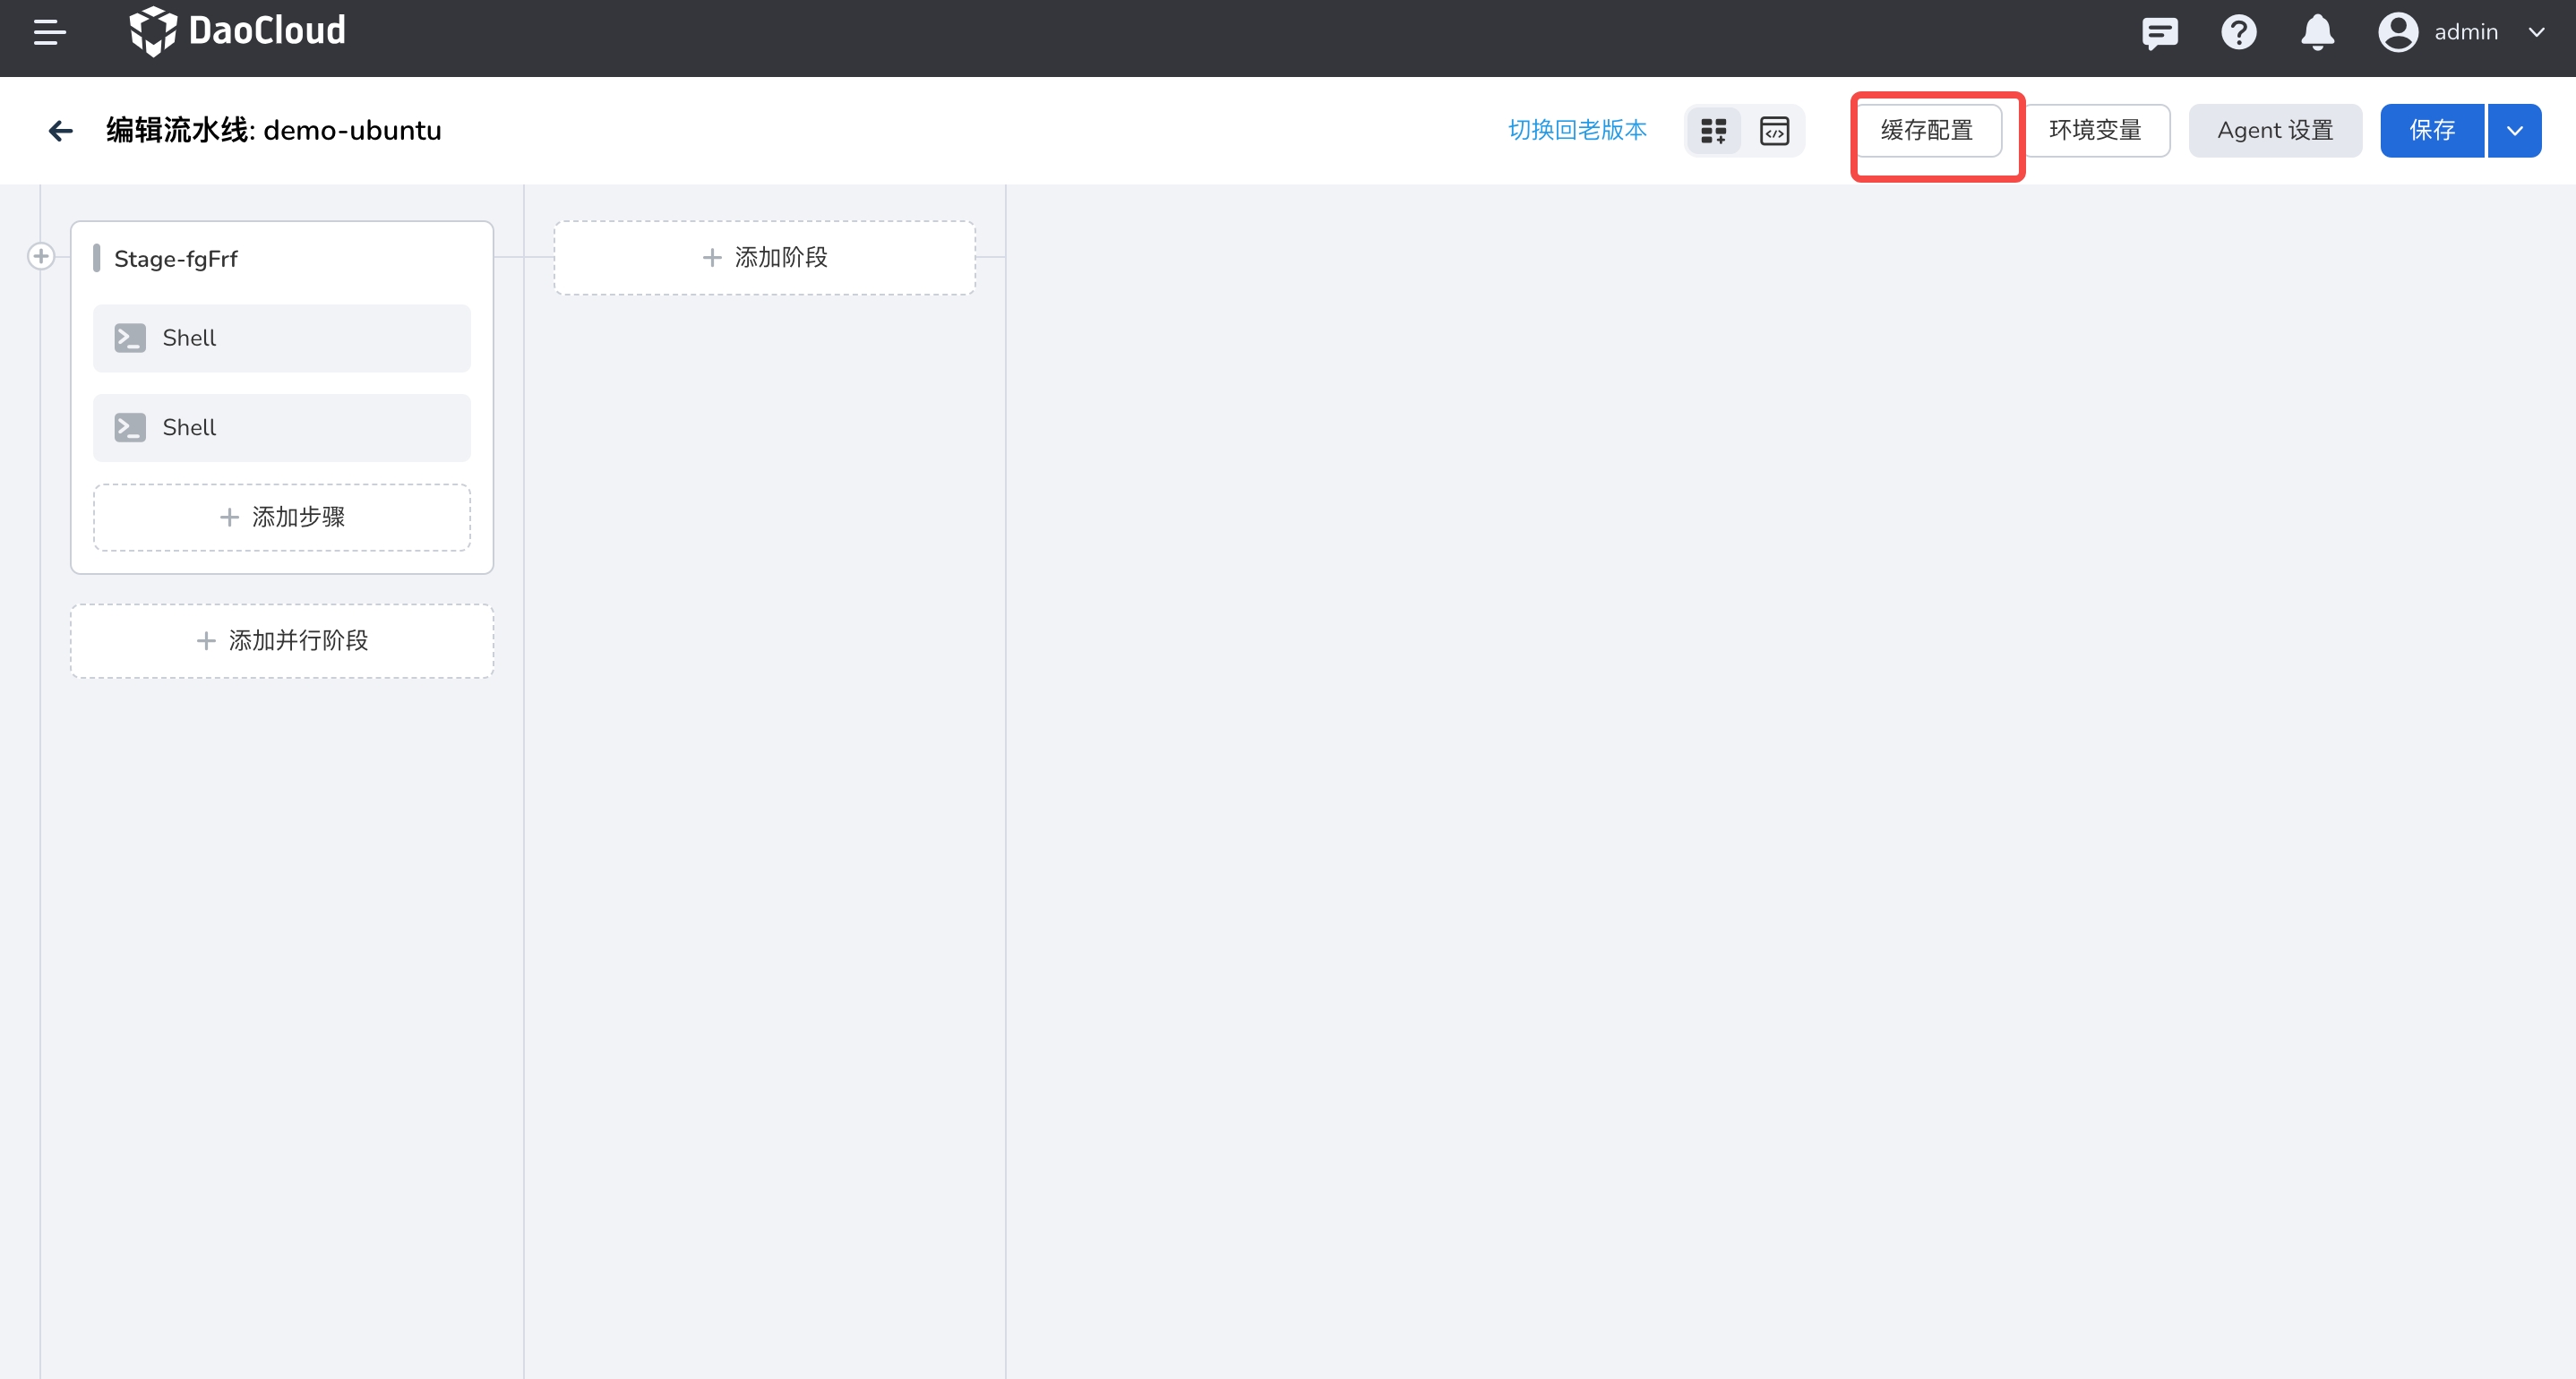 DaoCloud
admin
编辑流水线: demo-ubuntu
切换回老版本
缓存配置
环境变量
Agent 设置
保存
Stage-fgFrf
添加阶段
Shell
Shell
添加步骤
添加并行阶段